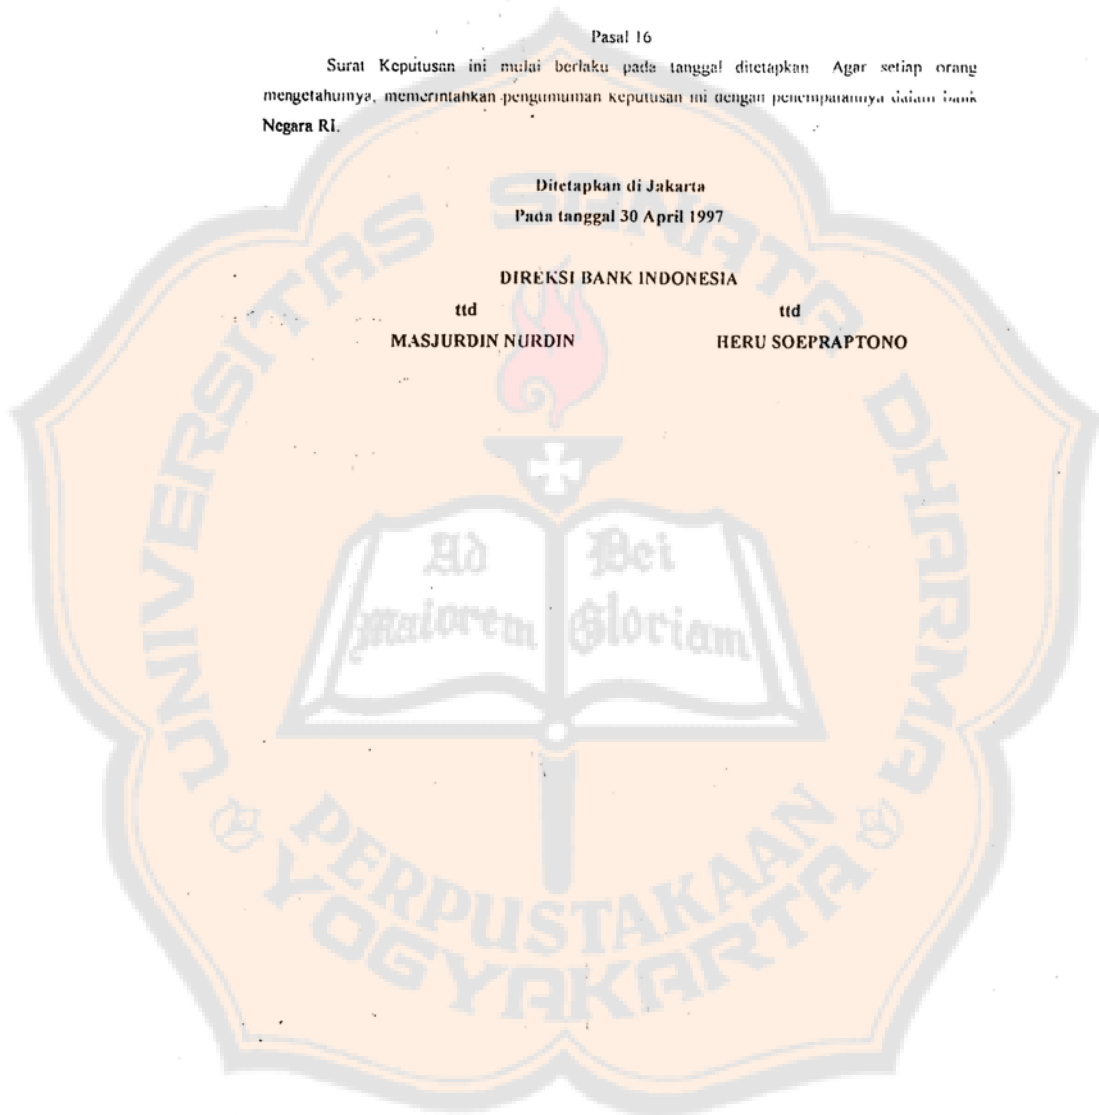 Pasal 16
Surat Keputusan ini mulai berlaku pada tanggal ditetapkan Agar setiap orang
mengetahuinya, memerintahkan pengumuman keputusan ini dengan penempatannya dalam bank
Negara RI.
Ditetapkan di Jakarta
Pada tanggal 30 April 1997
DIREKSI BANK INDONESIA
ttd ttd
MASJURDIN NURDIN HERU SOEPRAPTONO
UNIVERSITAS SANATA DHARMA
Ad Dei
Maiorem Gloriam
PERPUSTAKAAN
YOGYAKARTA